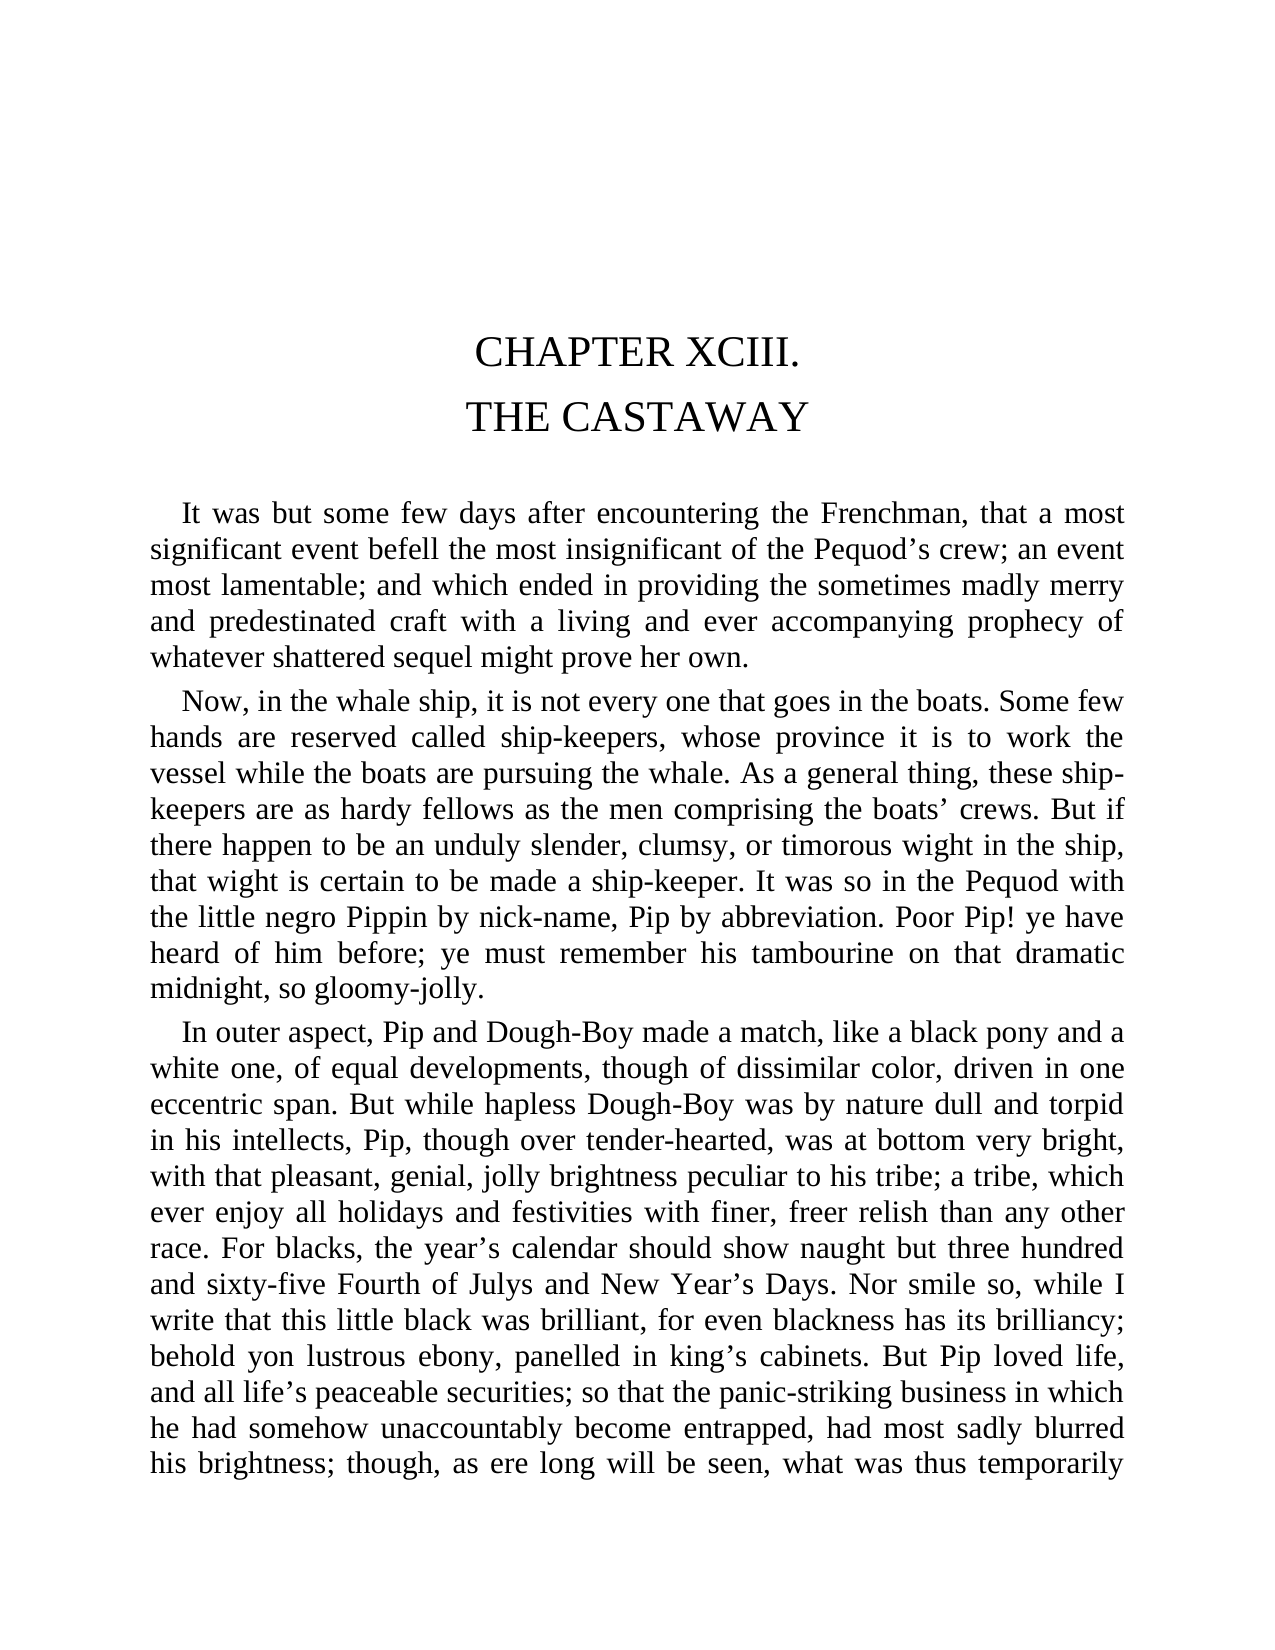 CHAPTER XCIII.
THE CASTAWAY
It was but some few days after encountering the Frenchman, that a most
significant event befell the most insignificant of the Pequod’s crew; an event
most lamentable; and which ended in providing the sometimes madly merry
and predestinated craft with a living and ever accompanying prophecy of
whatever shattered sequel might prove her own.
Now, in the whale ship, it is not every one that goes in the boats. Some few
hands are reserved called ship-keepers, whose province it is to work the
vessel while the boats are pursuing the whale. As a general thing, these ship-
keepers are as hardy fellows as the men comprising the boats’ crews. But if
there happen to be an unduly slender, clumsy, or timorous wight in the ship,
that wight is certain to be made a ship-keeper. It was so in the Pequod with
the little negro Pippin by nick-name, Pip by abbreviation. Poor Pip! ye have
heard of him before; ye must remember his tambourine on that dramatic
midnight, so gloomy-jolly.
In outer aspect, Pip and Dough-Boy made a match, like a black pony and a
white one, of equal developments, though of dissimilar color, driven in one
eccentric span. But while hapless Dough-Boy was by nature dull and torpid
in his intellects, Pip, though over tender-hearted, was at bottom very bright,
with that pleasant, genial, jolly brightness peculiar to his tribe; a tribe, which
ever enjoy all holidays and festivities with finer, freer relish than any other
race. For blacks, the year’s calendar should show naught but three hundred
and sixty-five Fourth of Julys and New Year’s Days. Nor smile so, while I
write that this little black was brilliant, for even blackness has its brilliancy;
behold yon lustrous ebony, panelled in king’s cabinets. But Pip loved life,
and all life’s peaceable securities; so that the panic-striking business in which
he had somehow unaccountably become entrapped, had most sadly blurred
his brightness; though, as ere long will be seen, what was thus temporarily